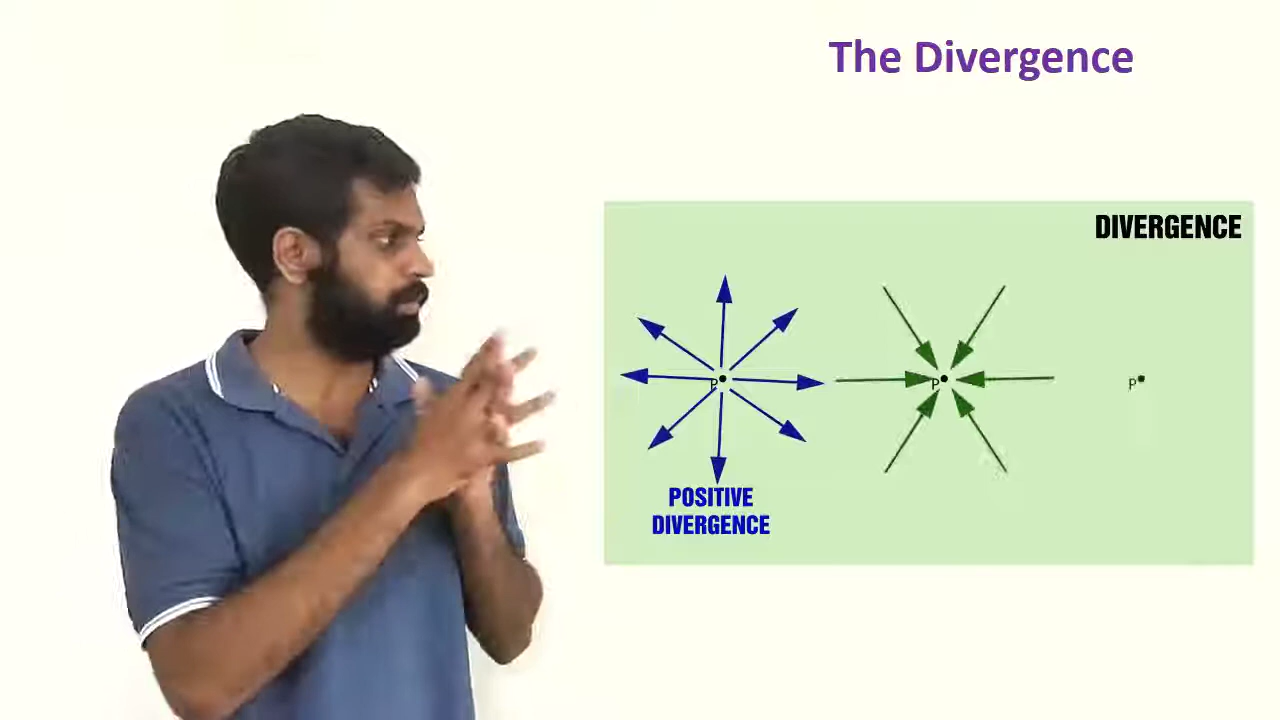 The Divergence
DIVERGENCE
P
P
P
POSITIVE
DIVERGENCE